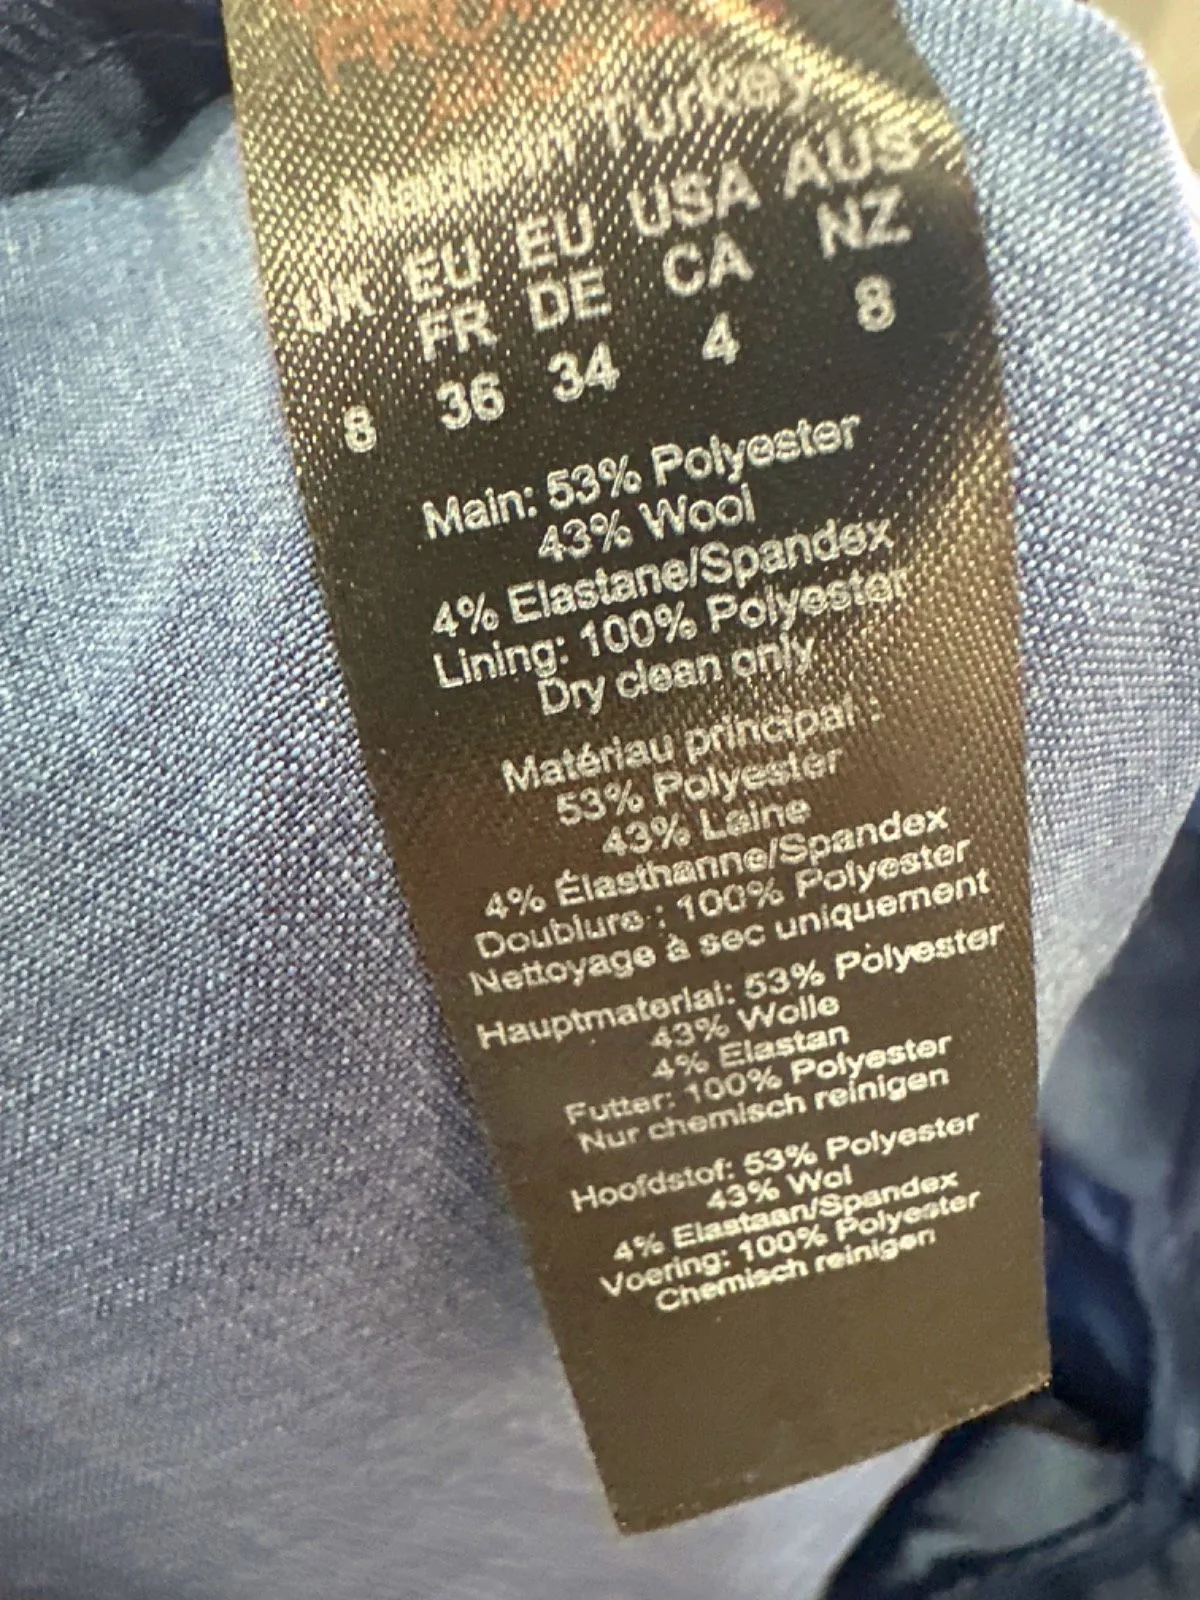 Made in Turkey
UK EU EU USA AUS
FR DE CA NZ
8 36 34 4 8
Main: 53% Polyester
43% Wool
4% Elastane/Spandex
Lining: 100% Polyester
Dry clean only
Matériau principal :
53% Polyester
43% Laine
4% Élasthanne/Spandex
Doublure : 100% Polyester
Nettoyage à sec uniquement
Hauptmaterial: 53% Polyester
43% Wolle
4% Elastan
Futter: 100% Polyester
Nur chemisch reinigen
Hoofdstof: 53% Polyester
43% Wol
4% Elastaan/Spandex
Voering: 100% Polyester
Chemisch reinigen